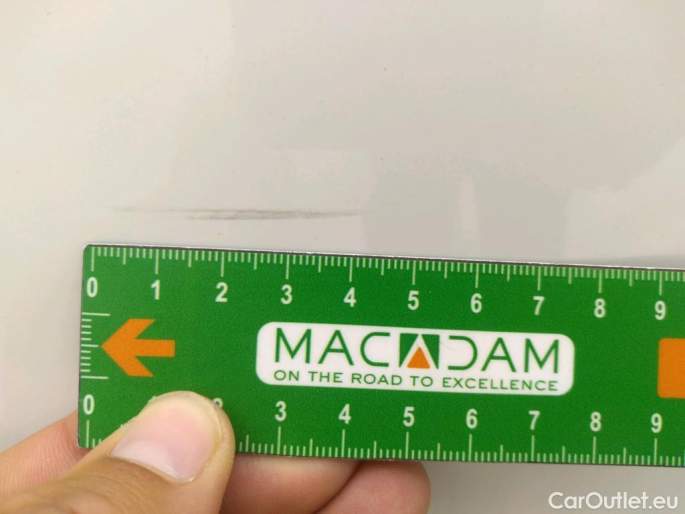 0 1 2 3 4 5 6 7 8 9
MACADAM
ON THE ROAD TO EXCELLENCE
0 2 3 4 5 6 7 8 9
CarOutlet.eu